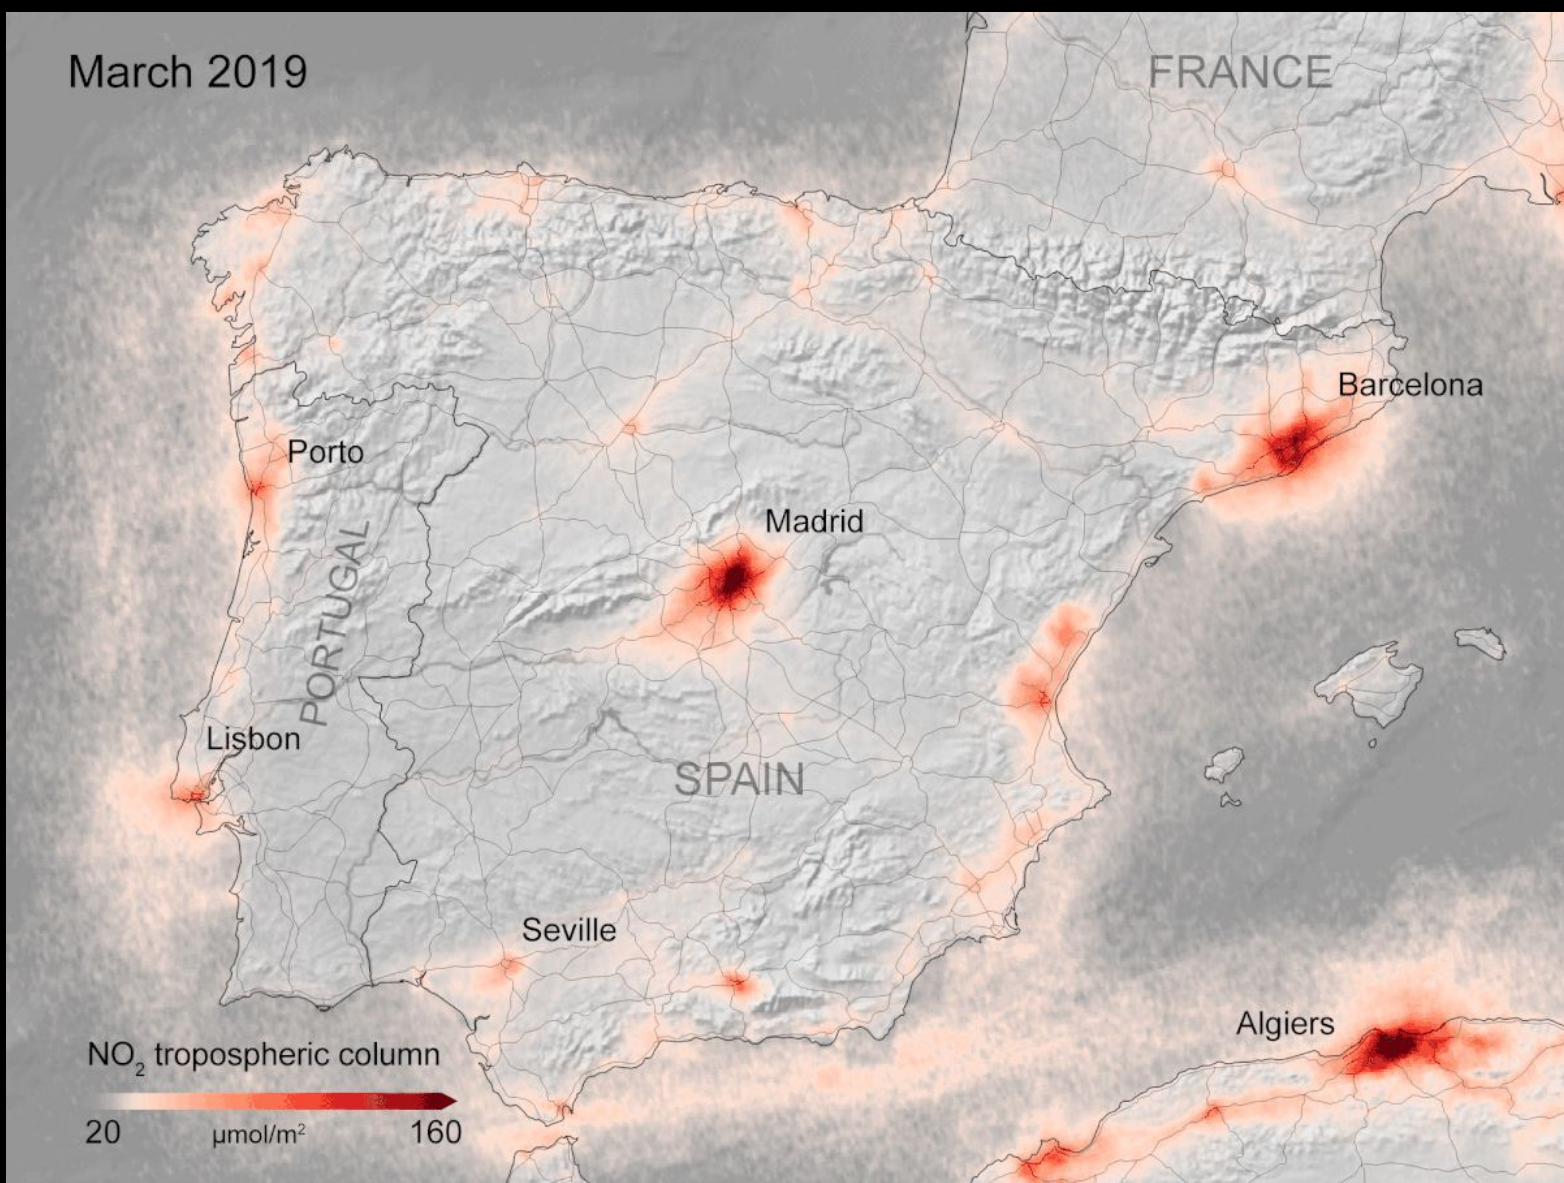 March 2019
FRANCE
Barcelona
Porto
Madrid
PORTUGAL
Lisbon
SPAIN
Seville
Algiers
NO₂ tropospheric column
20 μmol/m² 160